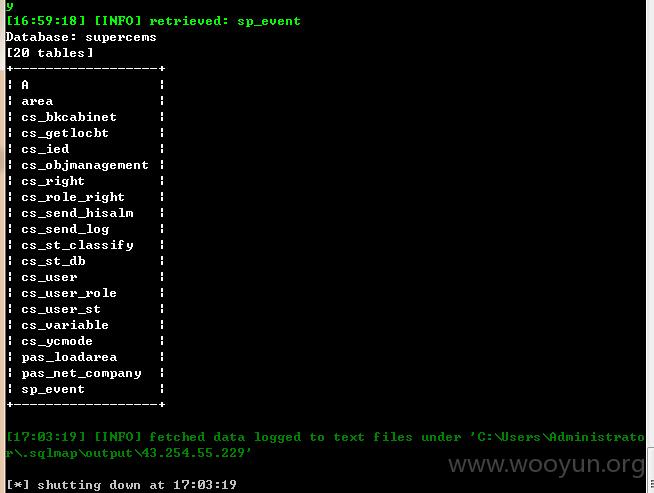 y
[16:59:18] [INFO] retrieved: sp_event
Database: supercems
[20 tables]
+------------------+
¦ A                ¦
¦ area             ¦
¦ cs_bkcabinet     ¦
¦ cs_getlocbt      ¦
¦ cs_ied           ¦
¦ cs_objmanagement ¦
¦ cs_right         ¦
¦ cs_role_right    ¦
¦ cs_send_hisalm   ¦
¦ cs_send_log      ¦
¦ cs_st_classify   ¦
¦ cs_st_db         ¦
¦ cs_user          ¦
¦ cs_user_role     ¦
¦ cs_user_st       ¦
¦ cs_variable      ¦
¦ cs_ycmode        ¦
¦ pas_loadarea     ¦
¦ pas_net_company  ¦
¦ sp_event         ¦
+------------------+
[17:03:19] [INFO] fetched data logged to text files under 'C:\Users\Administrato
r\.sqlmap\output\43.254.55.229'
www.wooyun.org
[*] shutting down at 17:03:19